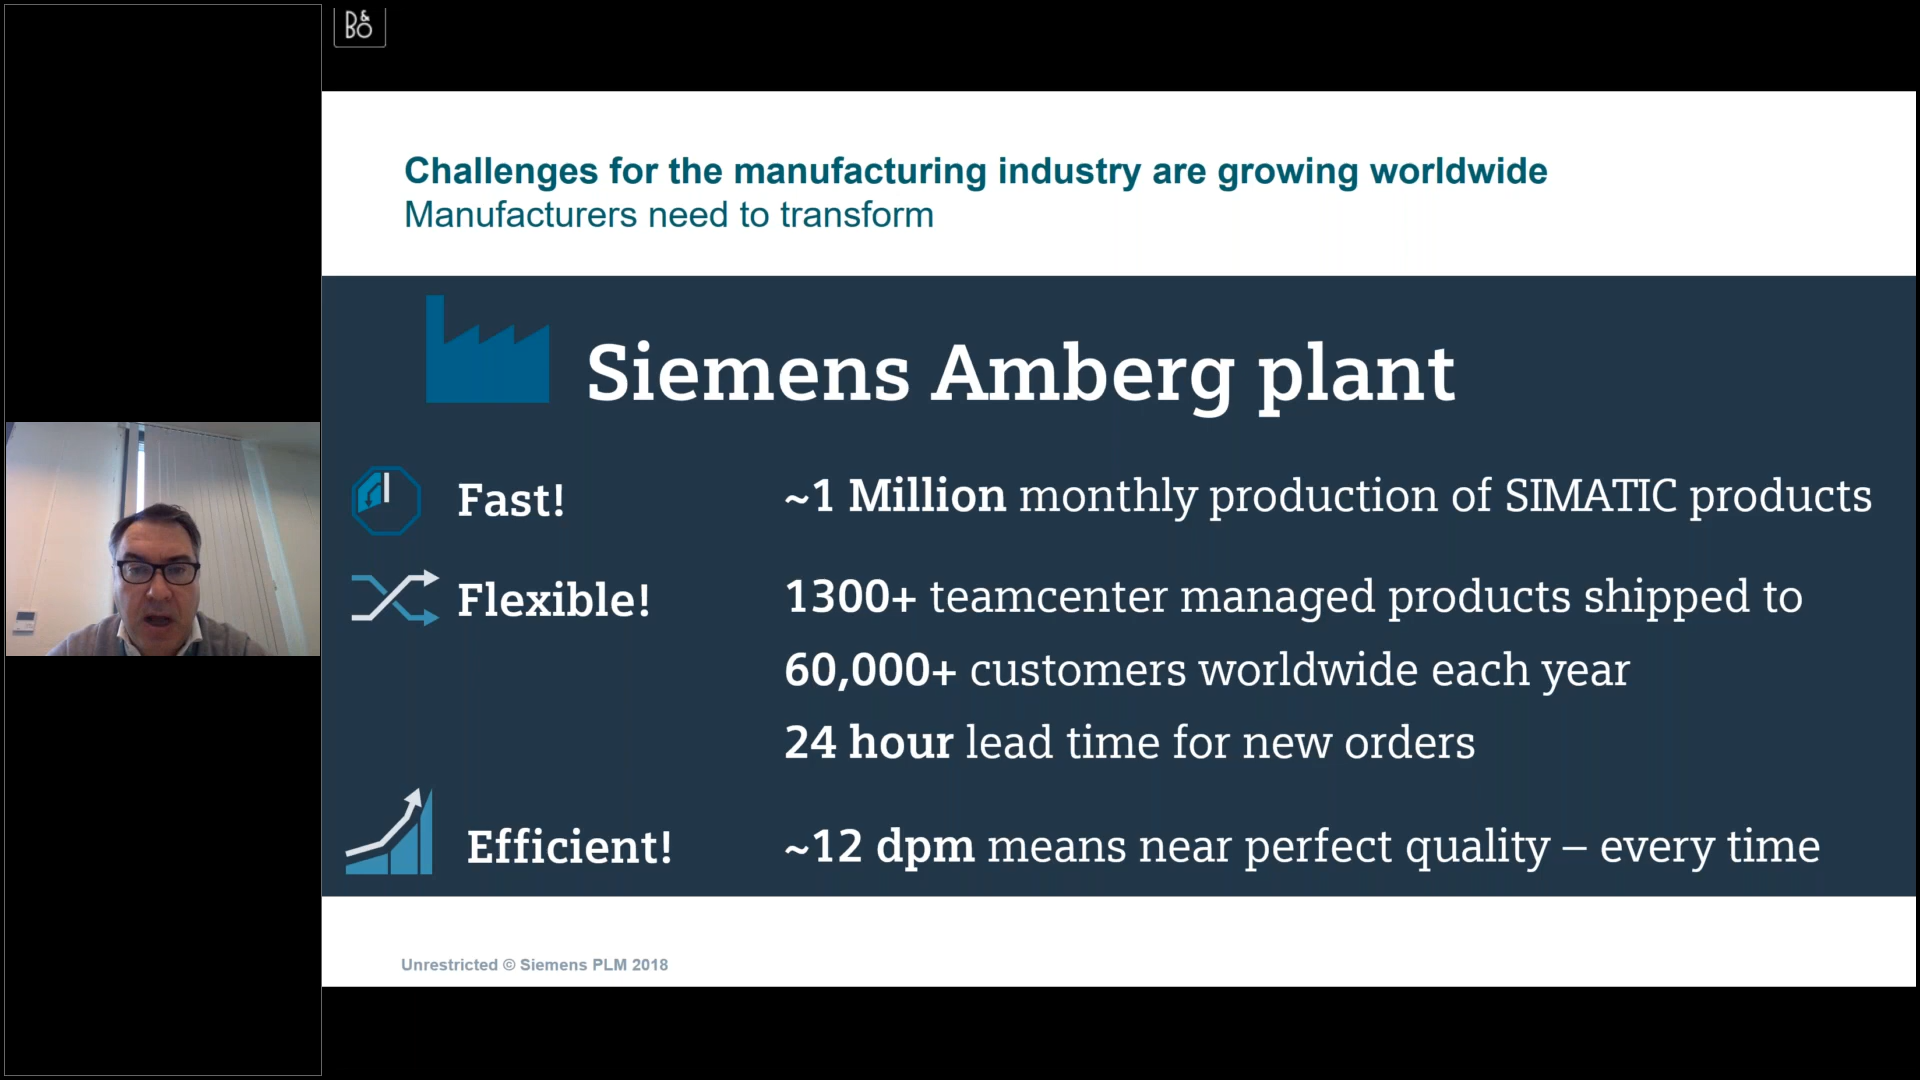 B&O
Challenges for the manufacturing industry are growing worldwide
Manufacturers need to transform
Siemens Amberg plant
Fast! ~1 Million monthly production of SIMATIC products
Flexible! 1300+ teamcenter managed products shipped to
60,000+ customers worldwide each year
24 hour lead time for new orders
Efficient! ~12 dpm means near perfect quality – every time
Unrestricted © Siemens PLM 2018